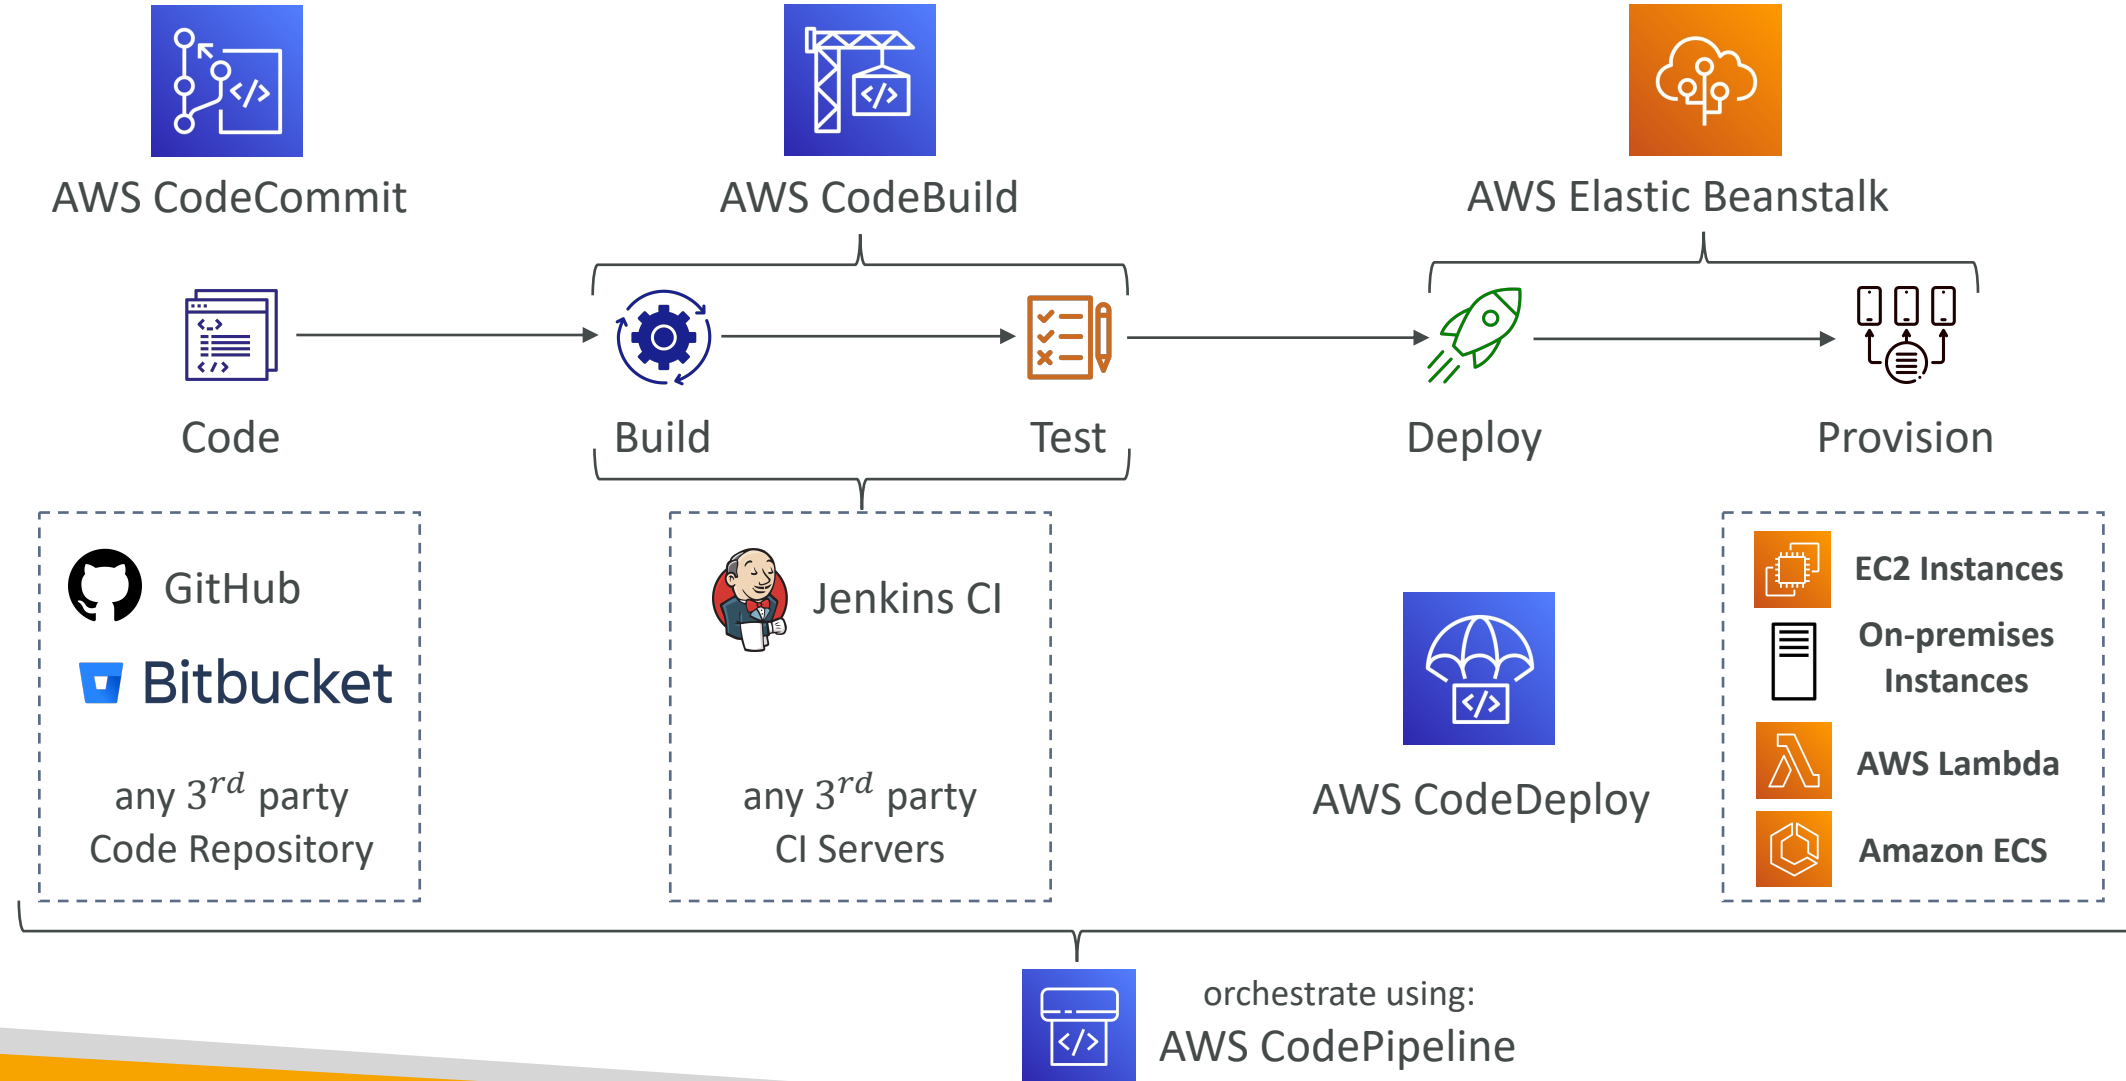 AWS CodeCommit
AWS CodeBuild
AWS Elastic Beanstalk
Code
Build
Test
Deploy
Provision
GitHub
Bitbucket
any 3rd party
Code Repository
Jenkins CI
any 3rd party
CI Servers
AWS CodeDeploy
EC2 Instances
On-premises
Instances
AWS Lambda
Amazon ECS
orchestrate using:
AWS CodePipeline